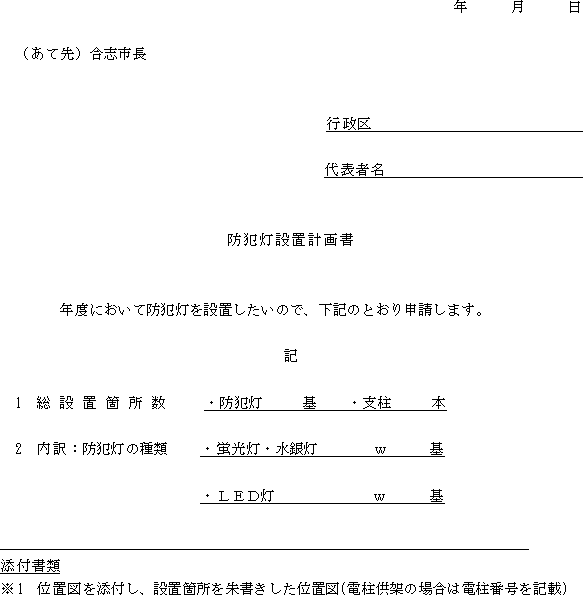 年　　　月　　　日
（あて先）合志市長
行政区
代表者名
防犯灯設置計画書
年度において防犯灯を設置したいので、下記のとおり申請します。
記
1　総 設 置 箇 所 数　・防犯灯　　基　　・支柱　　本
2　内訳：防犯灯の種類　・蛍光灯・水銀灯　　　w　　　基
・ＬＥＤ灯　　　w　　　基
添付書類
※1　位置図を添付し、設置箇所を朱書きした位置図(電柱供架の場合は電柱番号を記載)